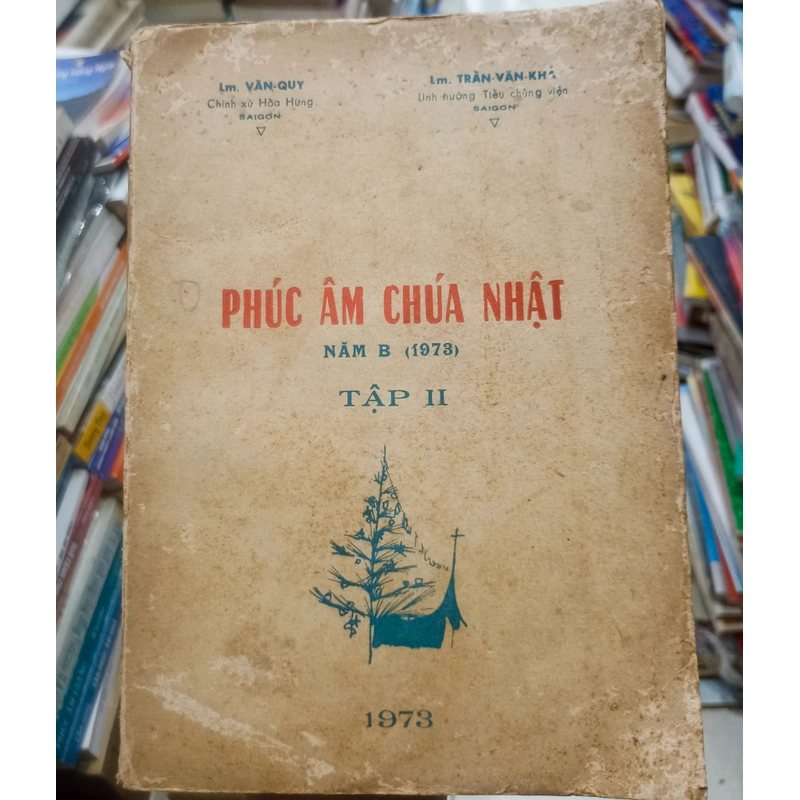 Lm. VĂN-QUY
Chính xứ Hòa Hưng
SAIGON
Lm. TRẦN-VĂN-KHẢ
Linh hướng Tiểu chủng viện
SAIGON
PHÚC ÂM CHÚA NHẬT
NĂM B (1973)
TẬP II
1973